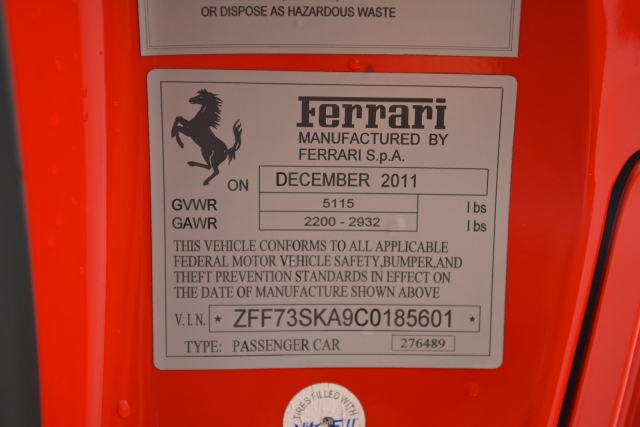 OR DISPOSE AS HAZARDOUS WASTE
Ferrari
MANUFACTURED BY
FERRARI S.p.A.
ON DECEMBER 2011
GVWR 5115 lbs
GAWR 2200 - 2932 lbs
THIS VEHICLE CONFORMS TO ALL APPLICABLE
FEDERAL MOTOR VEHICLE SAFETY,BUMPER,AND
THEFT PREVENTION STANDARDS IN EFFECT ON
THE DATE OF MANUFACTURE SHOWN ABOVE
V.I.N. * ZFF73SKA9C0185601 *
TYPE: PASSENGER CAR 276489
TIRES FILLED WITH